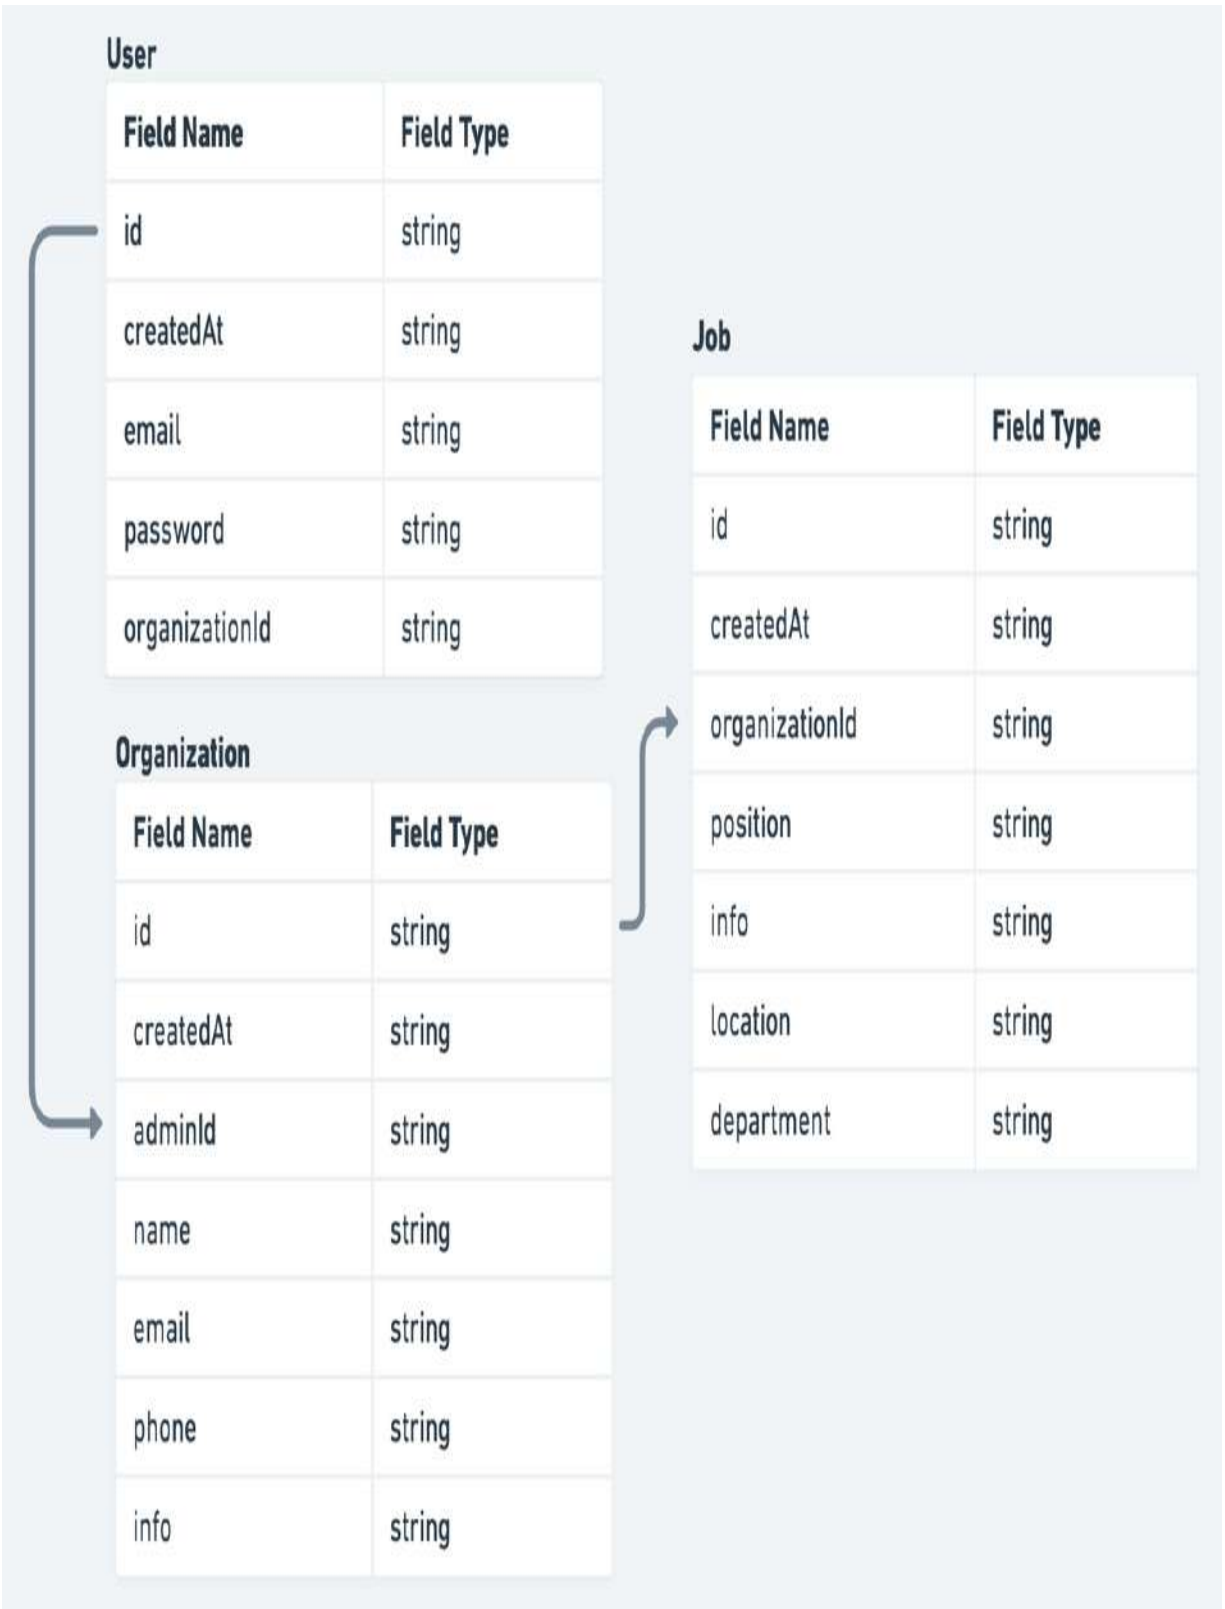 User
Field Name Field Type
id string
createdAt string
email string
password string
organizationId string
Organization
Field Name Field Type
id string
createdAt string
adminId string
name string
email string
phone string
info string
Job
Field Name Field Type
id string
createdAt string
organizationId string
position string
info string
location string
department string